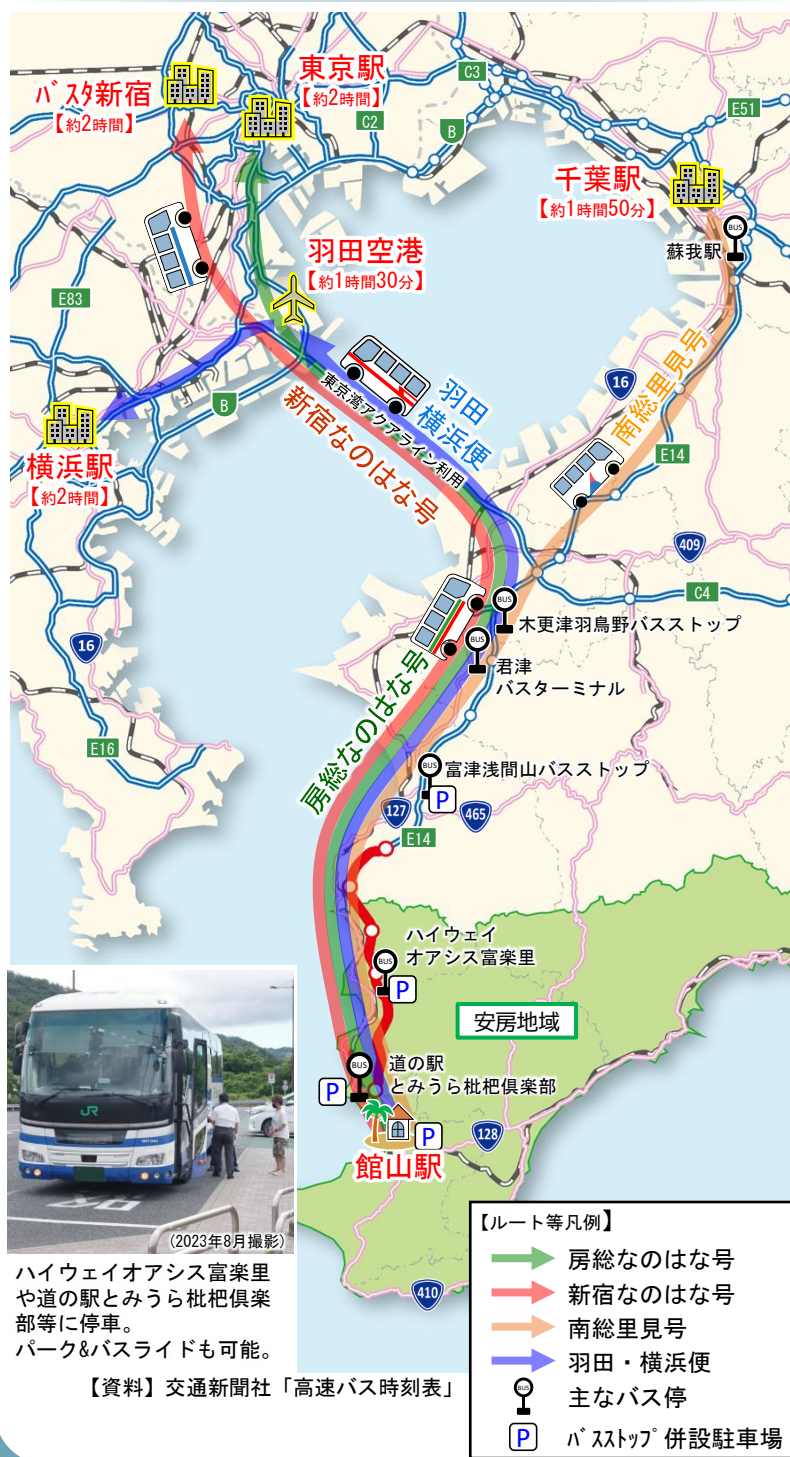 バスタ新宿
【約2時間】
東京駅
【約2時間】
C3
C2
B
E51
千葉駅
【約1時間50分】
BUS
蘇我駅
羽田空港
【約1時間30分】
E83
B
横浜駅
【約2時間】
羽田
横浜便
東京湾アクアライン利用
新宿なのはな号
16
南総里見号
E14
409
C4
BUS
木更津羽鳥野バスストップ
BUS
君津
バスターミナル
16
E16
房総なのはな号
BUS
富津浅間山バスストップ
P
127
465
E14
ハイウェイ
オアシス富楽里
BUS
P
安房地域
BUS
道の駅
とみうら枇杷倶楽部
P
P
館山駅
128
410
JR
(2023年8月撮影)
ハイウェイオアシス富楽里
や道の駅とみうら枇杷倶楽
部等に停車。
パーク&バスライドも可能。
【資料】交通新聞社「高速バス時刻表」
【ルート等凡例】
房総なのはな号
新宿なのはな号
南総里見号
羽田・横浜便
BUS
主なバス停
P
バスストップ併設駐車場